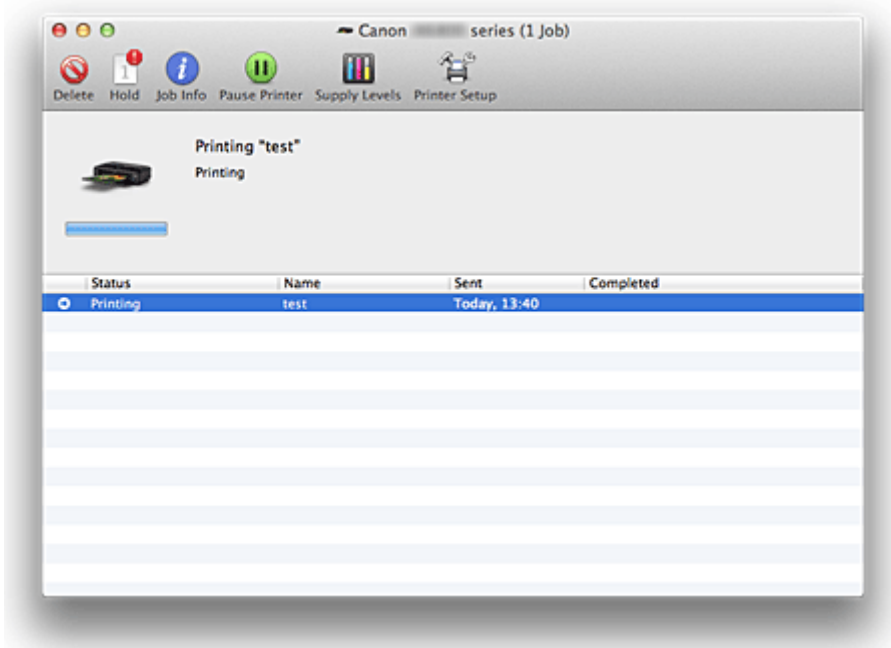 Canon series (1 Job)
Delete Hold Job Info Pause Printer Supply Levels Printer Setup
Printing "test"
Printing
Status Name Sent Completed
Printing test Today, 13:40